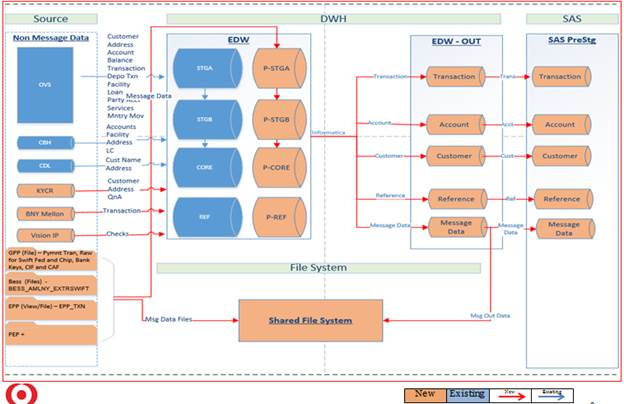 Source
DWH
SAS
Non Message Data
OVS
CBH
CDL
KYCR
BNY Mellon
Vision IP
GPP (File) – Pymnt Tran, Raw
for Swift Fed and Chip, Bank
Keys, CIF and CAF
Bess (Files) -
BESS_AMLNY_EXTRSWIFT
EPP (View/File) – EPP_TXN
PEP +
Customer
Address
Account
Balance
Transaction
Depo Txn
Facility
Loan
Party
Services
Mntry Mov
Message Data
Accounts
Facility
Address
LC
Cust Name
Address
Customer
Address
QnA
Transaction
Checks
EDW
STGA
P-STGA
STGB
P-STGB
CORE
P-CORE
REF
P-REF
Informatica
Transaction
Account
Customer
Reference
Message Data
EDW - OUT
Transaction
Account
Customer
Reference
Message
Data
Trans
Acct
Cust
Ref
Message
Data
SAS PreStg
Transaction
Account
Customer
Reference
Message
Data
File System
Msg Data Files
Shared File System
Msg Out Data
New
Existing
New
Existing